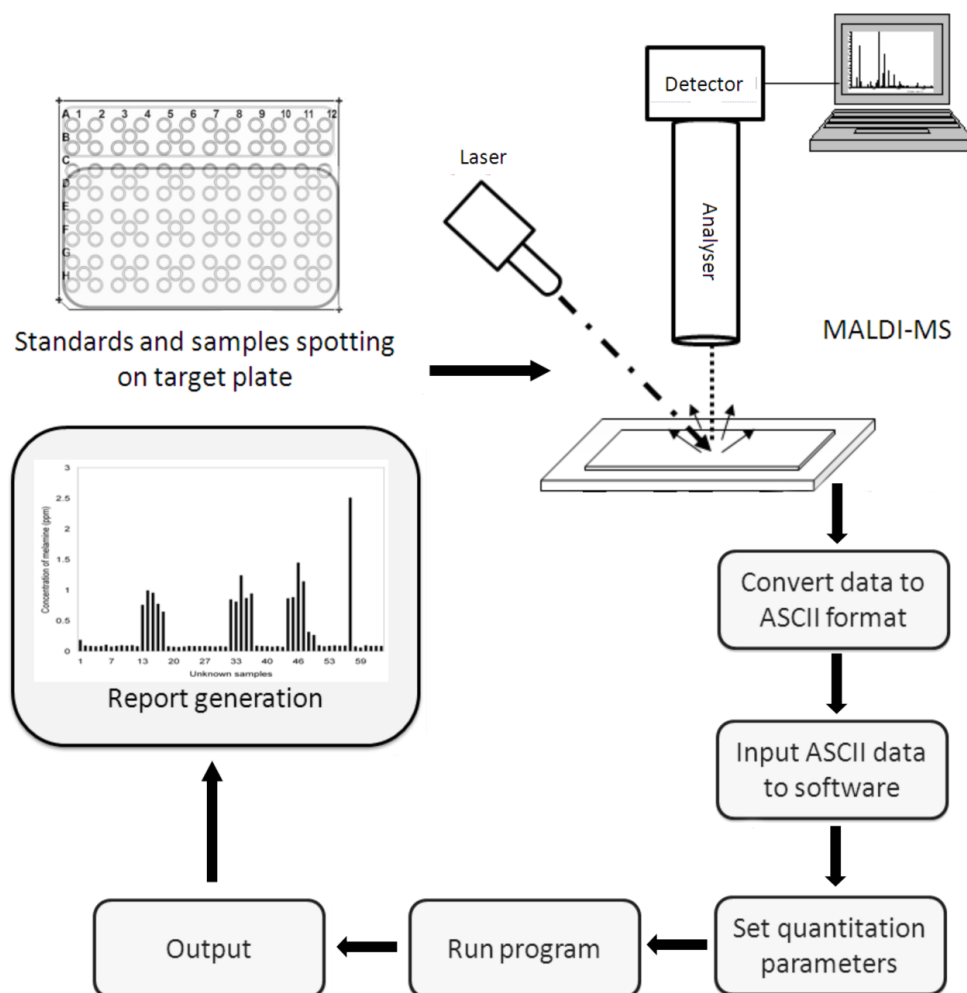 Detector
Laser
Analyser
A 1 2 3 4 5 6 7 8 9 10 11 12
B
C
D
E
F
G
H
Standards and samples spotting
on target plate
MALDI-MS
3
2.5
2
1.5
1
0.5
0
Concentration of melamine (ppm)
1 7 13 20 27 33 39 46 53 59
Unknown samples
Report generation
Convert data to
ASCII format
Input ASCII data
to software
Set quantitation
parameters
Run program
Output